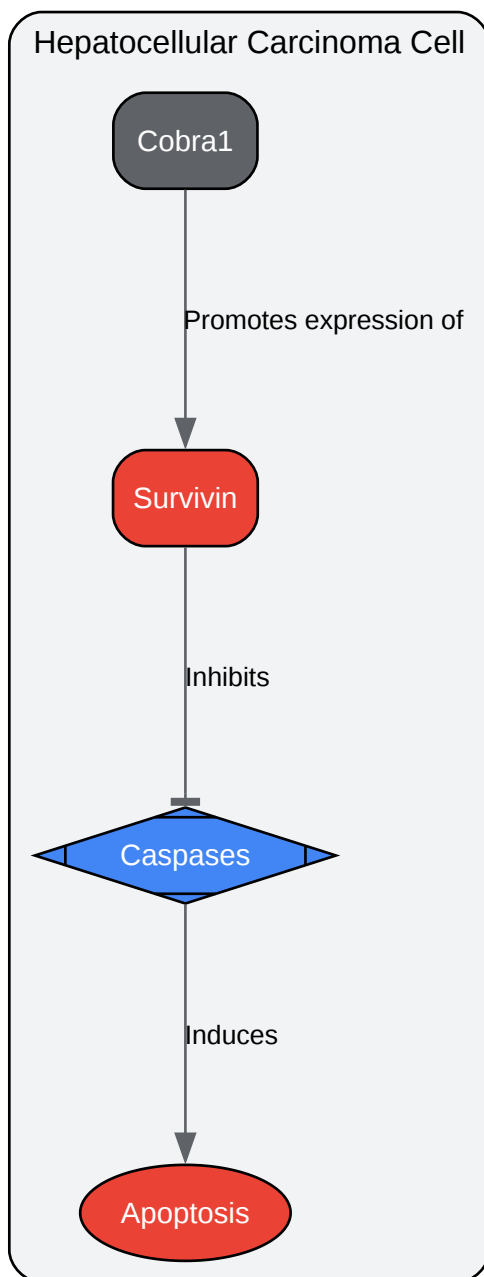 Hepatocellular Carcinoma Cell
Cobra1
Promotes expression of
Survivin
Inhibits
Caspases
Induces
Apoptosis